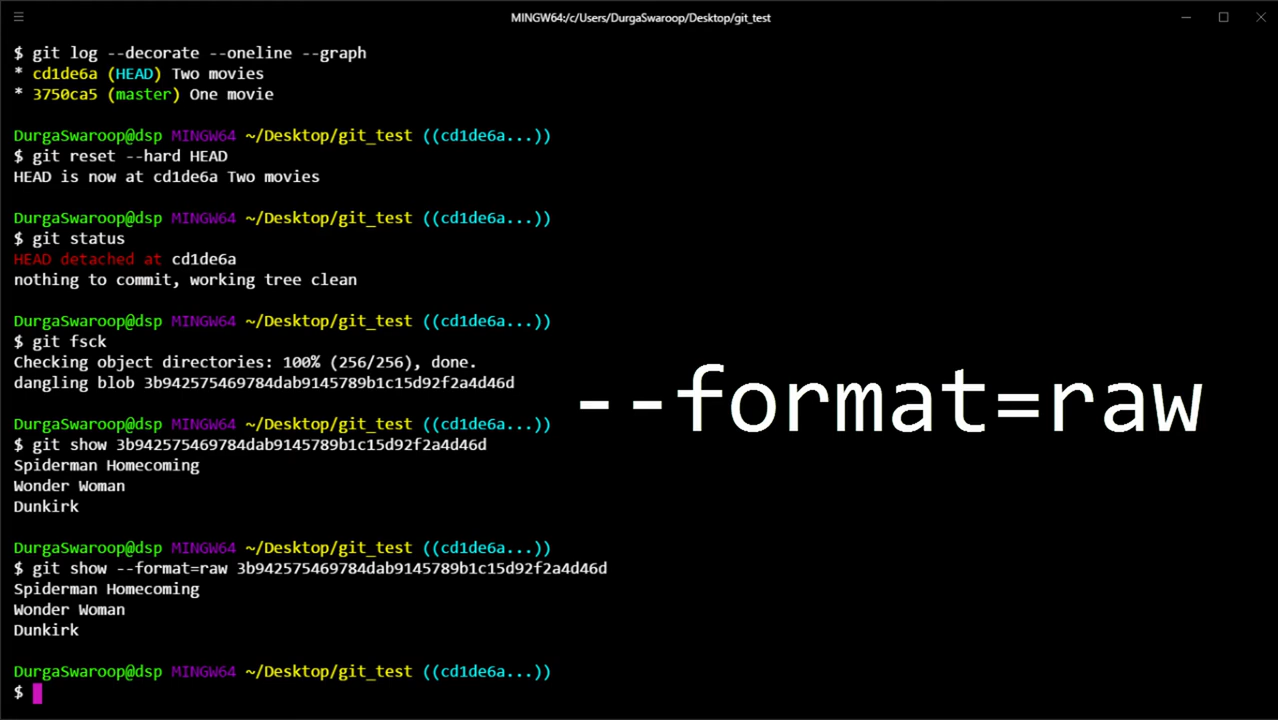 MINGW64:/c/Users/DurgaSwaroop/Desktop/git_test
$ git log --decorate --oneline --graph
* cd1de6a (HEAD) Two movies
* 3750ca5 (master) One movie
DurgaSwaroop@dsp MINGW64 ~/Desktop/git_test ((cd1de6a...))
$ git reset --hard HEAD
HEAD is now at cd1de6a Two movies
DurgaSwaroop@dsp MINGW64 ~/Desktop/git_test ((cd1de6a...))
$ git status
HEAD detached at cd1de6a
nothing to commit, working tree clean
DurgaSwaroop@dsp MINGW64 ~/Desktop/git_test ((cd1de6a...))
$ git fsck
Checking object directories: 100% (256/256), done.
dangling blob 3b942575469784dab9145789b1c15d92f2a4d46d
--format=raw
DurgaSwaroop@dsp MINGW64 ~/Desktop/git_test ((cd1de6a...))
$ git show 3b942575469784dab9145789b1c15d92f2a4d46d
Spiderman Homecoming
Wonder Woman
Dunkirk
DurgaSwaroop@dsp MINGW64 ~/Desktop/git_test ((cd1de6a...))
$ git show --format=raw 3b942575469784dab9145789b1c15d92f2a4d46d
Spiderman Homecoming
Wonder Woman
Dunkirk
DurgaSwaroop@dsp MINGW64 ~/Desktop/git_test ((cd1de6a...))
$